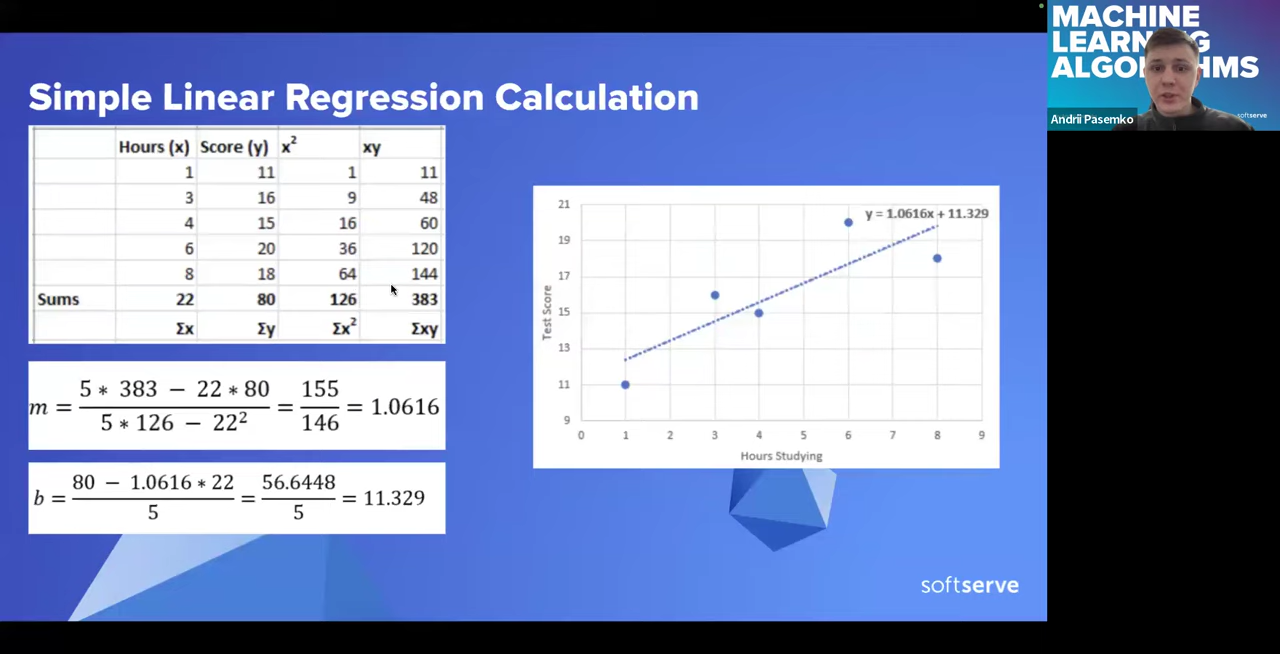 MACHINE
LEARNING
ALGORITHMS
Andrii Pasemko
softserve
Simple Linear Regression Calculation
Hours (x) Score (y) x² xy
1 11 1 11
3 16 9 48
4 15 16 60
6 20 36 120
8 18 64 144
Sums 22 80 126 383
Σx Σy Σx² Σxy
m = (5 * 383 − 22 * 80) / (5 * 126 − 22²) = 155/146 = 1.0616
b = (80 − 1.0616 * 22) / 5 = 56.6448/5 = 11.329
y = 1.0616x + 11.329
21
19
17
15
13
11
9
Test Score
0 1 2 3 4 5 6 7 8 9
Hours Studying
softserve